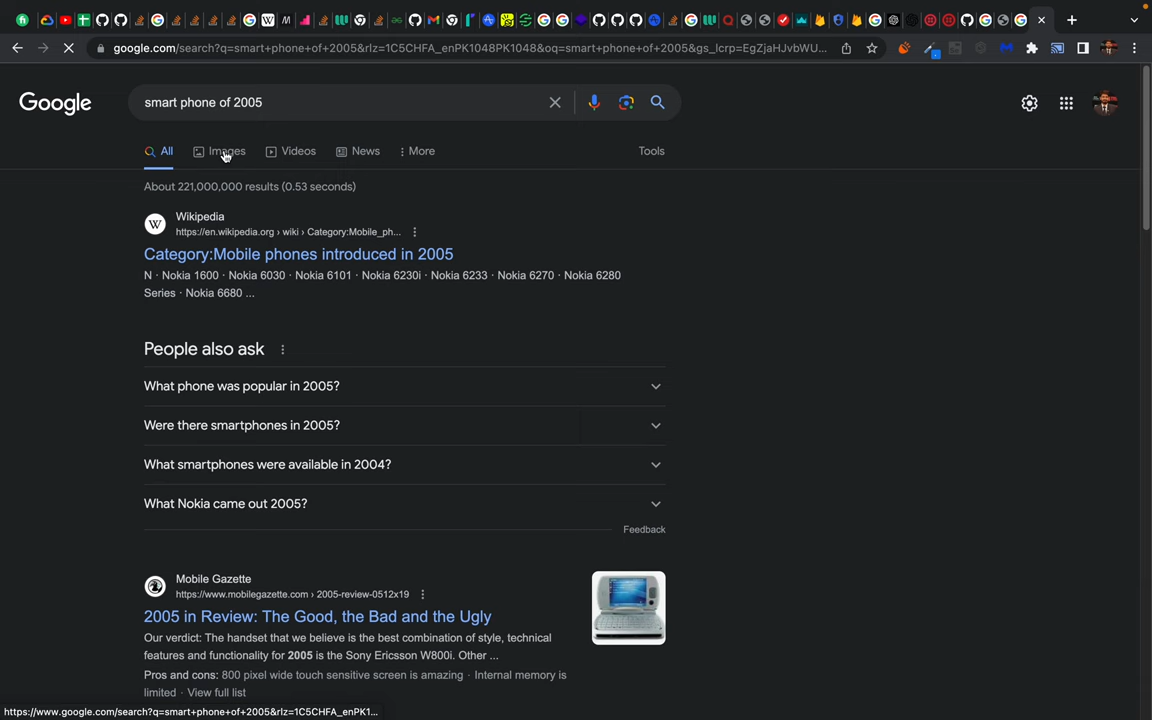 google.com/search?q=smart+phone+of+2005&rlz=1C5CHFA_enPK1048PK1048&oq=smart+phone+of+2005&gs_lcrp=EgZjaHJvbWU...
Google
smart phone of 2005
All Images Videos News More Tools
About 221,000,000 results (0.53 seconds)
W Wikipedia
https://en.wikipedia.org › wiki › Category:Mobile_ph...
Category:Mobile phones introduced in 2005
N · Nokia 1600 · Nokia 6030 · Nokia 6101 · Nokia 6230i · Nokia 6233 · Nokia 6270 · Nokia 6280
Series · Nokia 6680 ...
People also ask
What phone was popular in 2005?
Were there smartphones in 2005?
What smartphones were available in 2004?
What Nokia came out 2005?
Feedback
Mobile Gazette
https://www.mobilegazette.com › 2005-review-0512x19
2005 in Review: The Good, the Bad and the Ugly
Our verdict: The handset that we believe is the best combination of style, technical
features and functionality for 2005 is the Sony Ericsson W800i. Other ...
Pros and cons: 800 pixel wide touch sensitive screen is amazing · Internal memory is
limited · View full list
https://www.google.com/search?q=smart+phone+of+2005&rlz=1C5CHFA_enPK1...